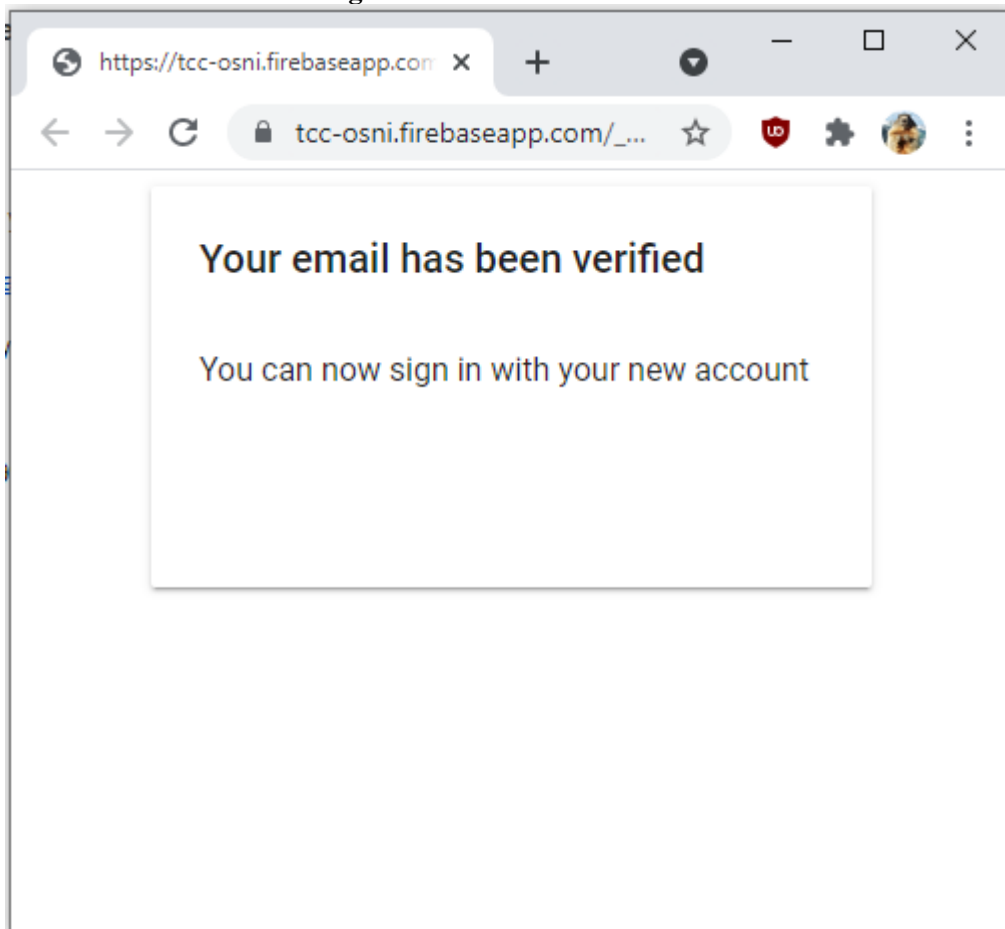 https://tcc-osni.firebaseapp.com
tcc-osni.firebaseapp.com/_...
Your email has been verified
You can now sign in with your new account